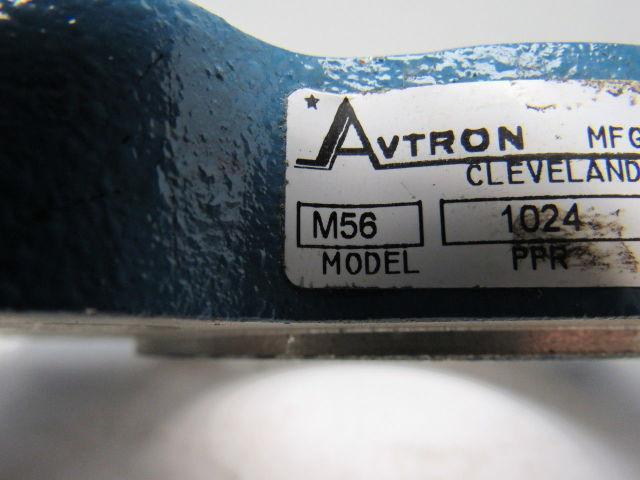 AVTRON MFG
CLEVELAND
M56 1024
MODEL PPR